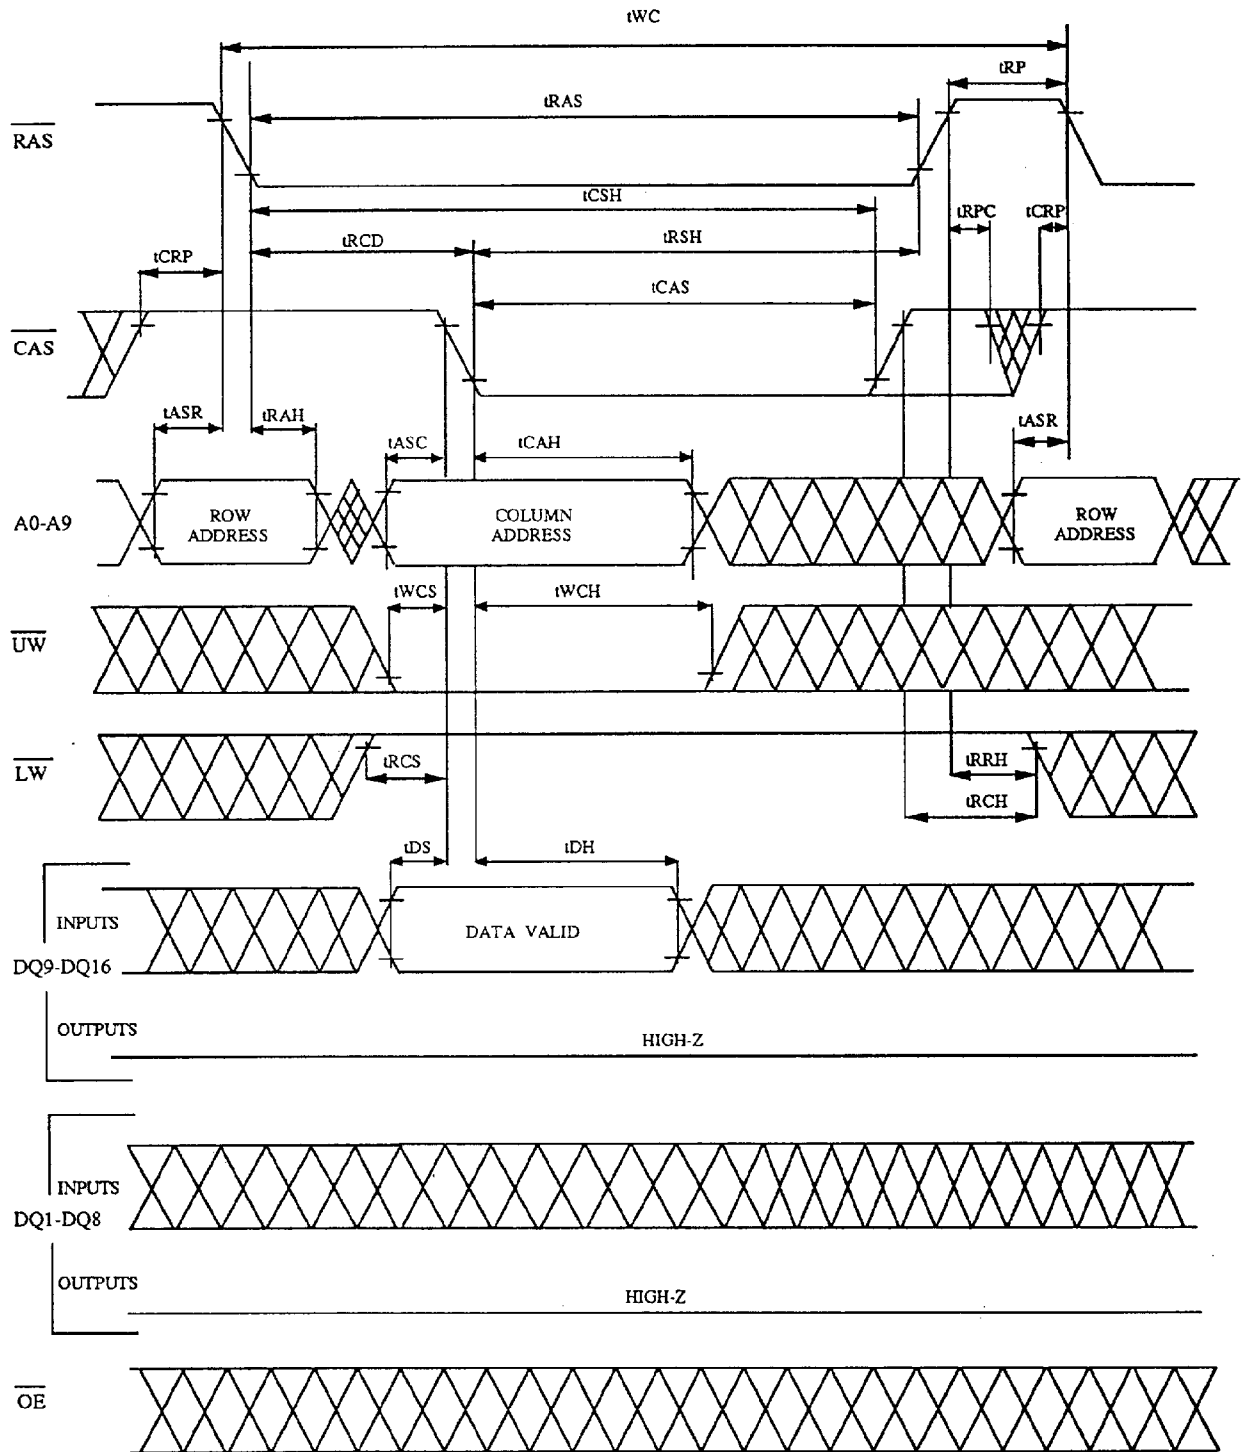 tWC
tRP
tRAS
RAS
tCSH
tRPC
tCRP
tRCD
tRSH
tCRP
tCAS
CAS
tASR
tRAH
tASC
tCAH
tASR
A0-A9
ROW
ADDRESS
COLUMN
ADDRESS
ROW
ADDRESS
tWCS
tWCH
UW
LW
tRCS
tRRH
tRCH
tDS
tDH
INPUTS
DATA VALID
DQ9-DQ16
OUTPUTS
HIGH-Z
INPUTS
DQ1-DQ8
OUTPUTS
HIGH-Z
OE